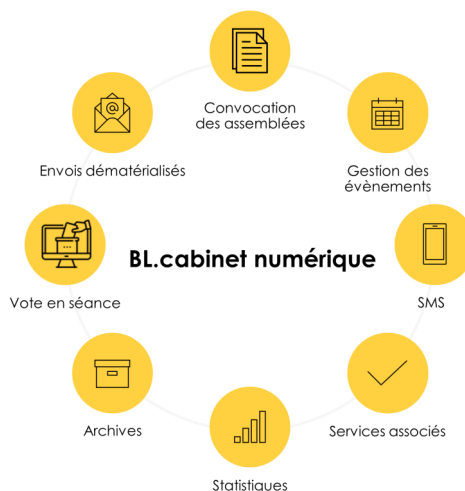 Convocation
des assemblées
Envois dématérialisés
Gestion des
évènements
@
BL.cabinet numérique
Vote en séance
SMS
Archives
Services associés
Statistiques